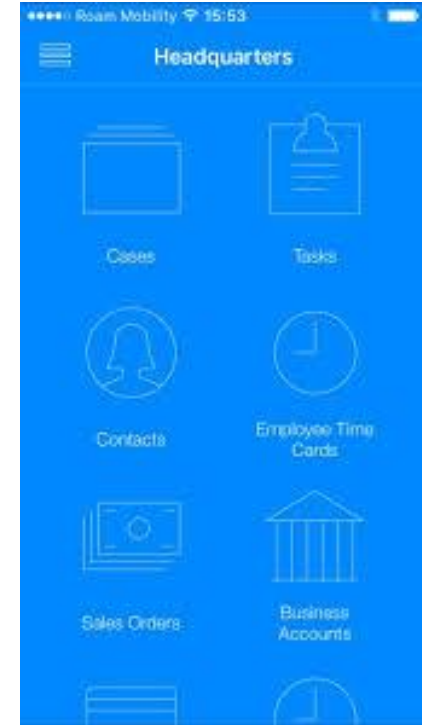 Roam Mobility 15:53
Headquarters
Cases
Tasks
Contacts
Employee Time
Cards
Sales Orders
Business
Accounts